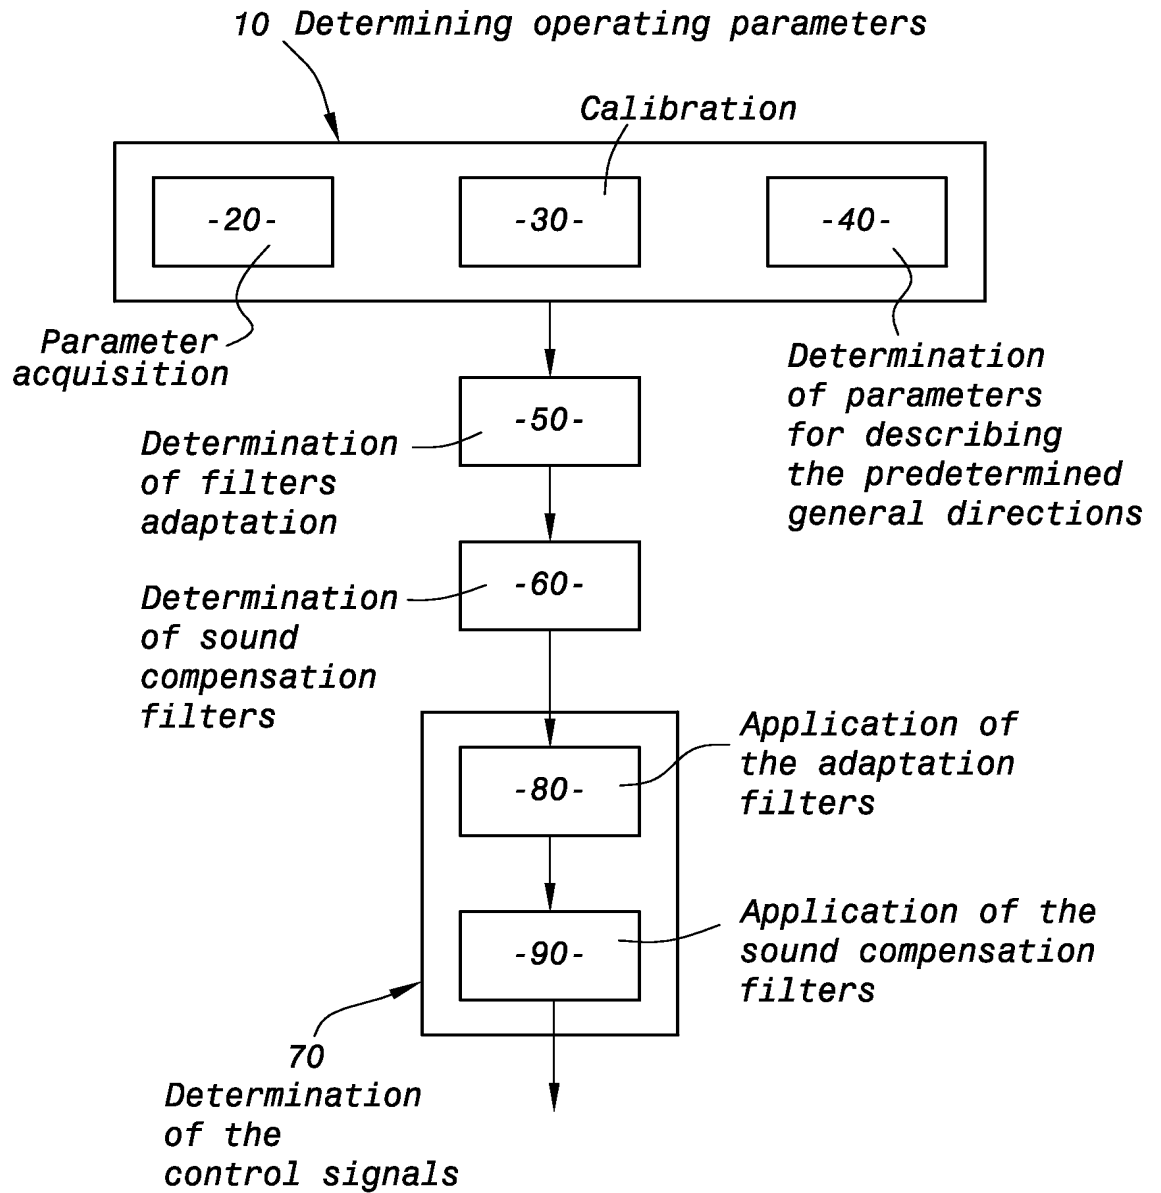 10 Determining operating parameters
Calibration
-20-
-30-
-40-
Parameter
acquisition
Determination
of parameters
for describing
the predetermined
general directions
-50-
Determination
of filters
adaptation
-60-
Determination
of sound
compensation
filters
-80-
Application of
the adaptation
filters
-90-
Application of the
sound compensation
filters
70
Determination
of the
control signals